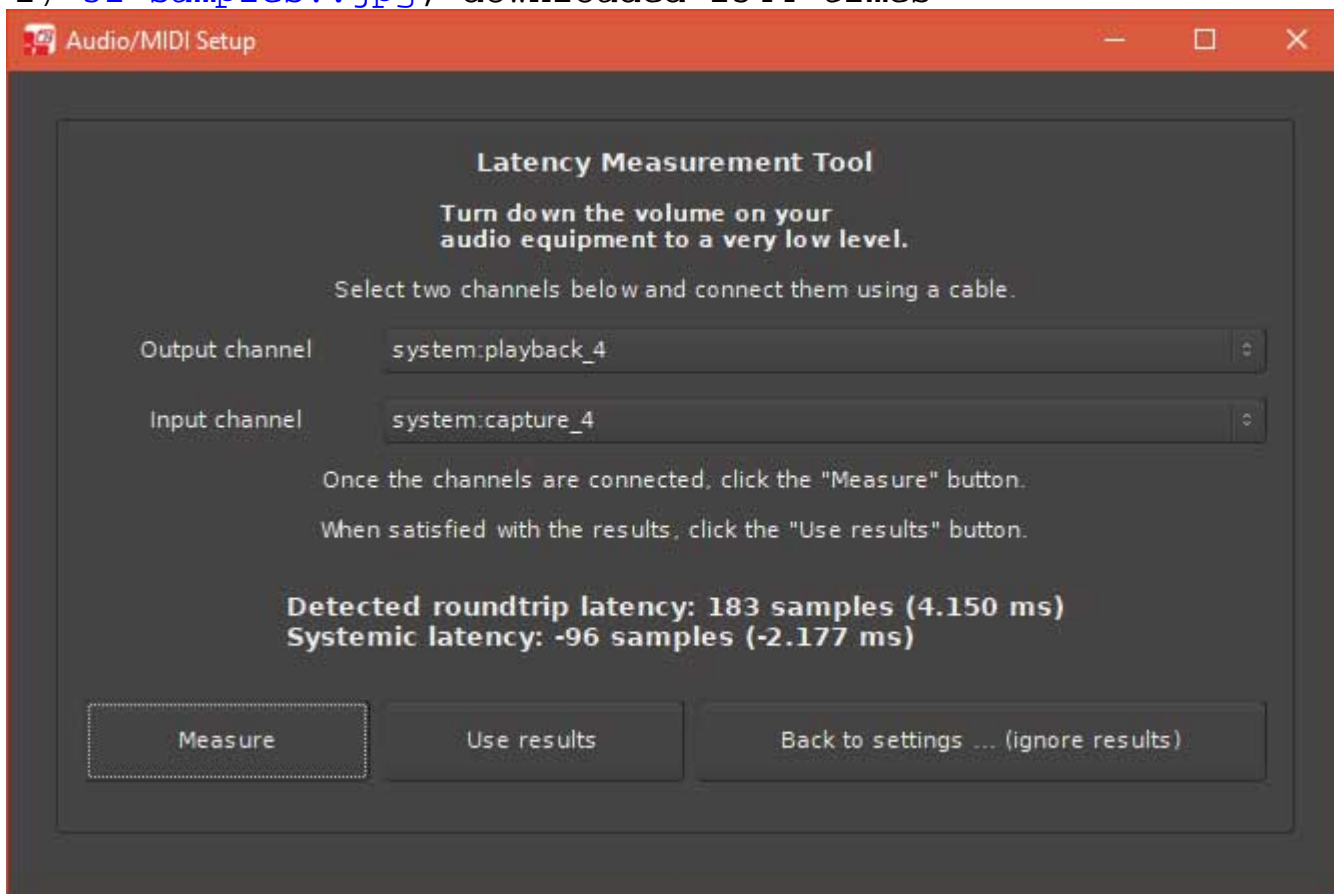 Audio/MIDI Setup
Latency Measurement Tool
Turn down the volume on your
audio equipment to a very low level.
Select two channels below and connect them using a cable.
Output channel system:playback_4
Input channel system:capture_4
Once the channels are connected, click the "Measure" button.
When satisfied with the results, click the "Use results" button.
Detected roundtrip latency: 183 samples (4.150 ms)
Systemic latency: -96 samples (-2.177 ms)
Measure Use results Back to settings ... (ignore results)